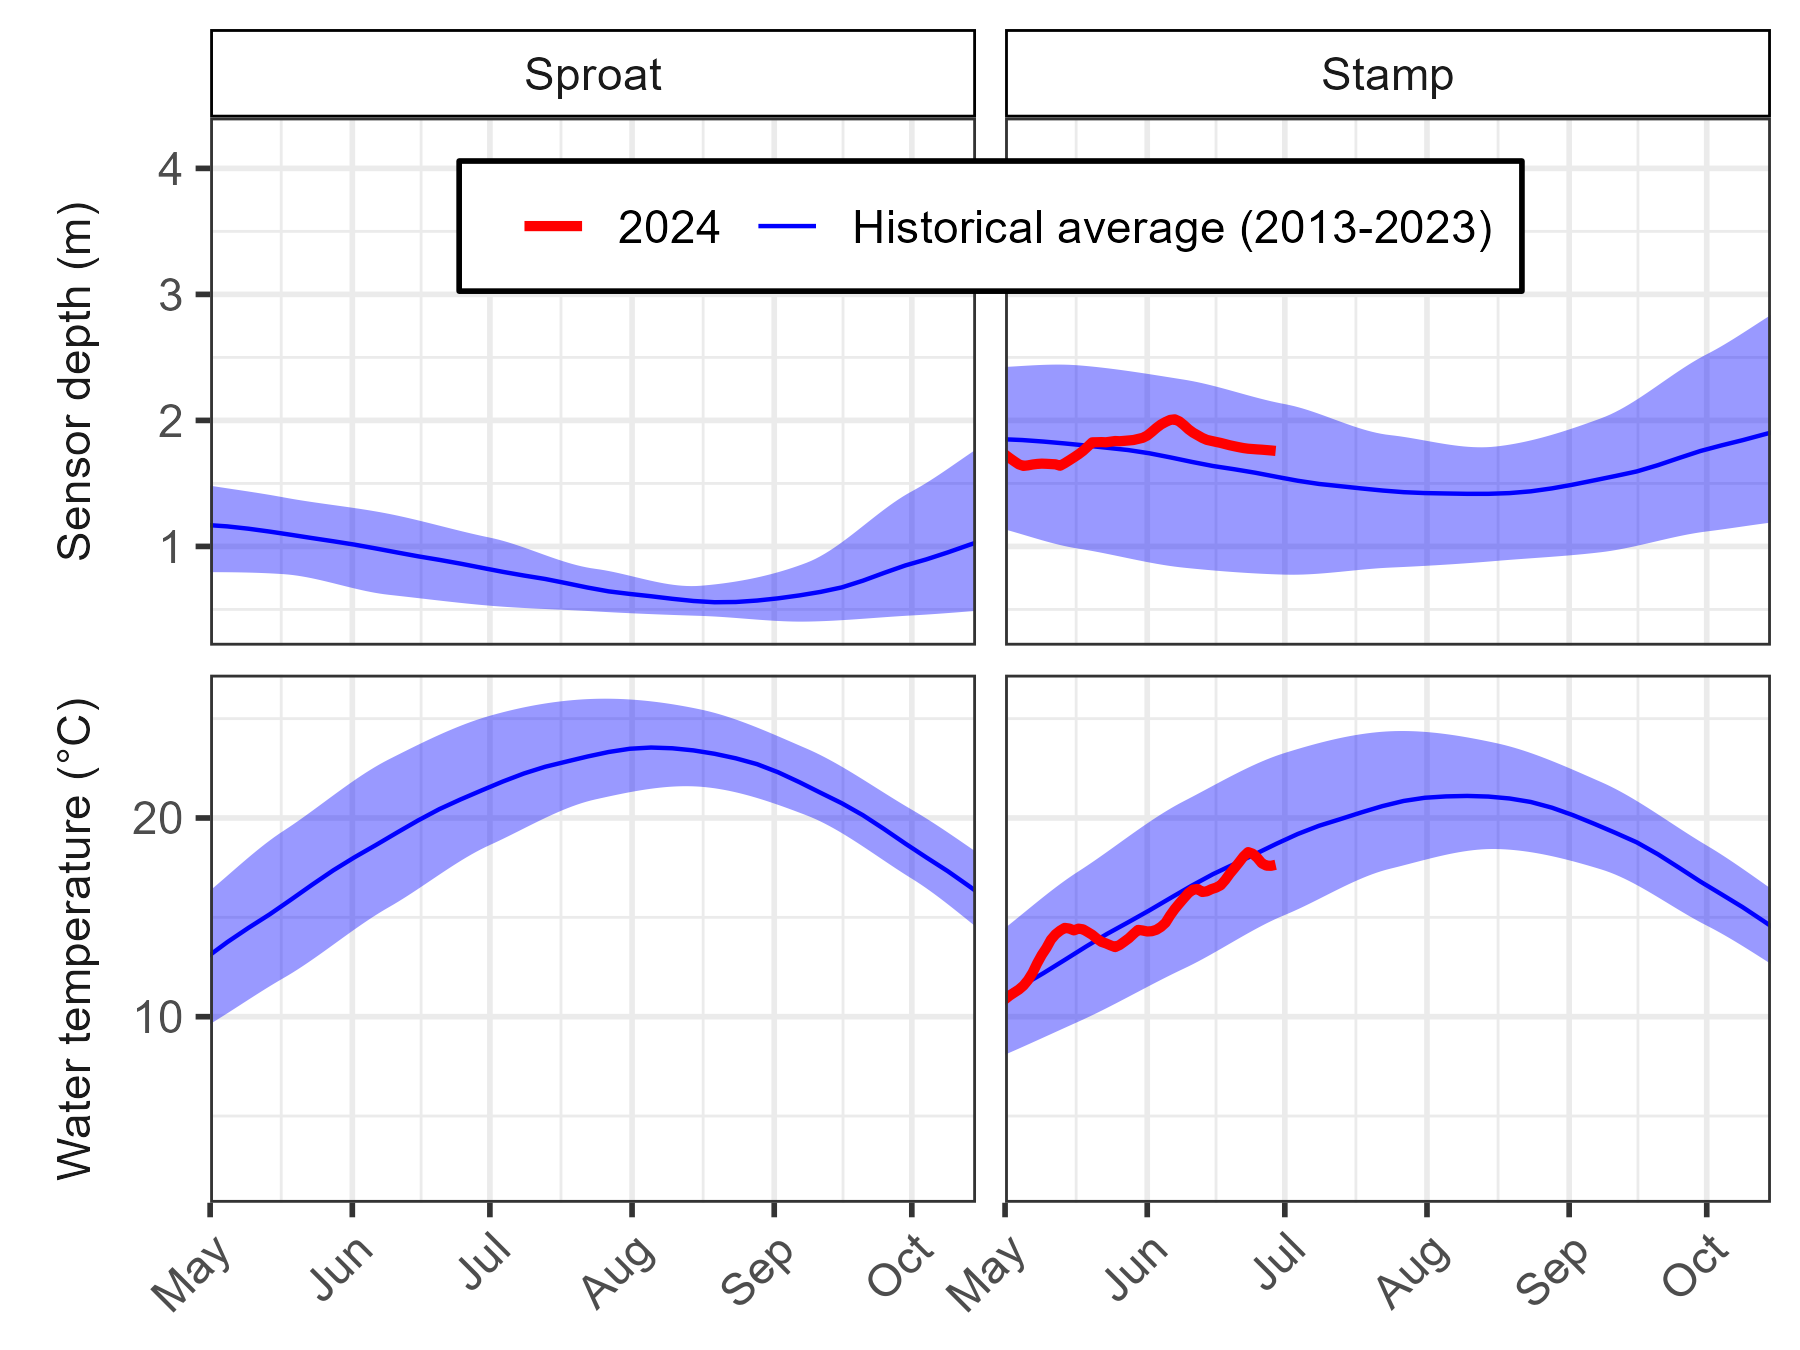 Sproat
Stamp
2024
Historical average (2013-2023)
Sensor depth (m)
4
3
2
1
Water temperature (°C)
20
10
May
Jun
Jul
Aug
Sep
Oct
May
Jun
Jul
Aug
Sep
Oct